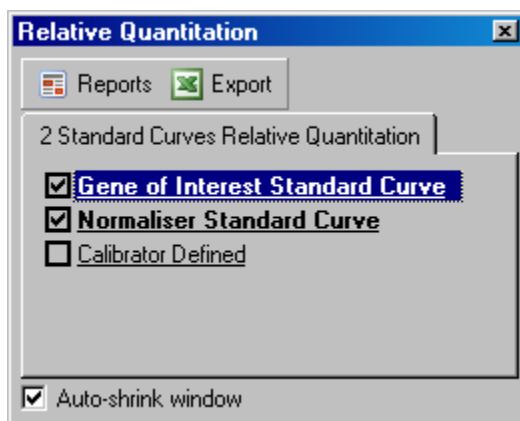 Relative Quantitation
Reports Export
2 Standard Curves Relative Quantitation
Gene of Interest Standard Curve
Normaliser Standard Curve
Calibrator Defined
Auto-shrink window